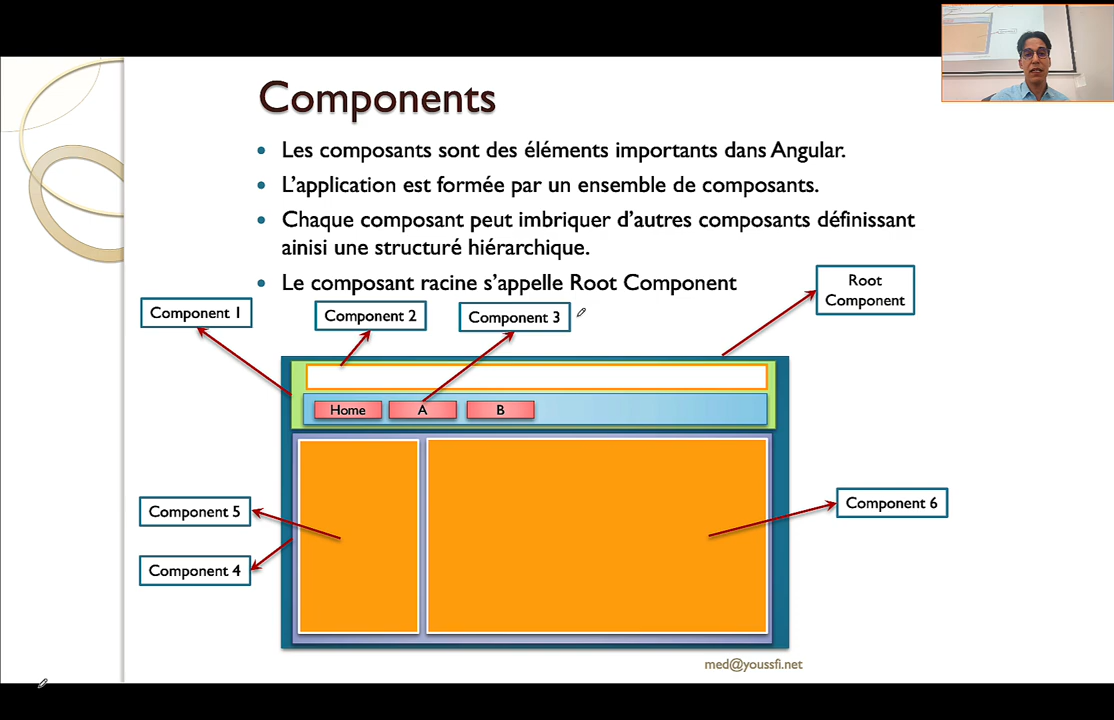 Components
• Les composants sont des éléments importants dans Angular.
• L’application est formée par un ensemble de composants.
• Chaque composant peut imbriquer d’autres composants définissant
ainisi une structuré hiérarchique.
• Le composant racine s’appelle Root Component
Root
Component
Component 1
Component 2
Component 3
Home
A
B
Component 5
Component 6
Component 4
med@youssfi.net